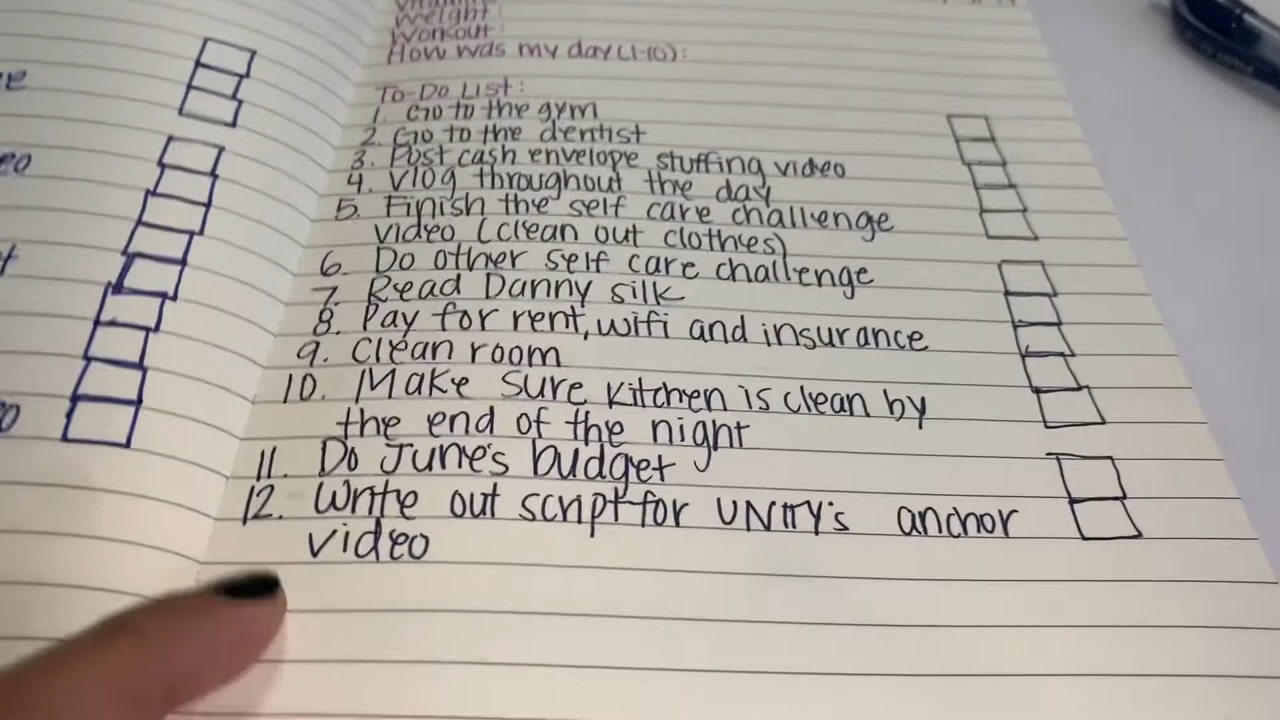 Weight
Workout:
How was my day (1-10):
To-Do List:
1. Go to the gym
2. Go to the dentist
3. Post cash envelope stuffing video
4. Vlog throughout the day
5. Finish the self care challenge
video (clean out clothes)
6. Do other self care challenge
7. Read Danny silk
8. Pay for rent, wifi and insurance
9. Clean room
10. Make sure kitchen is clean by
the end of the night
11. Do June's budget
12. Write out script for UNITY's anchor
video